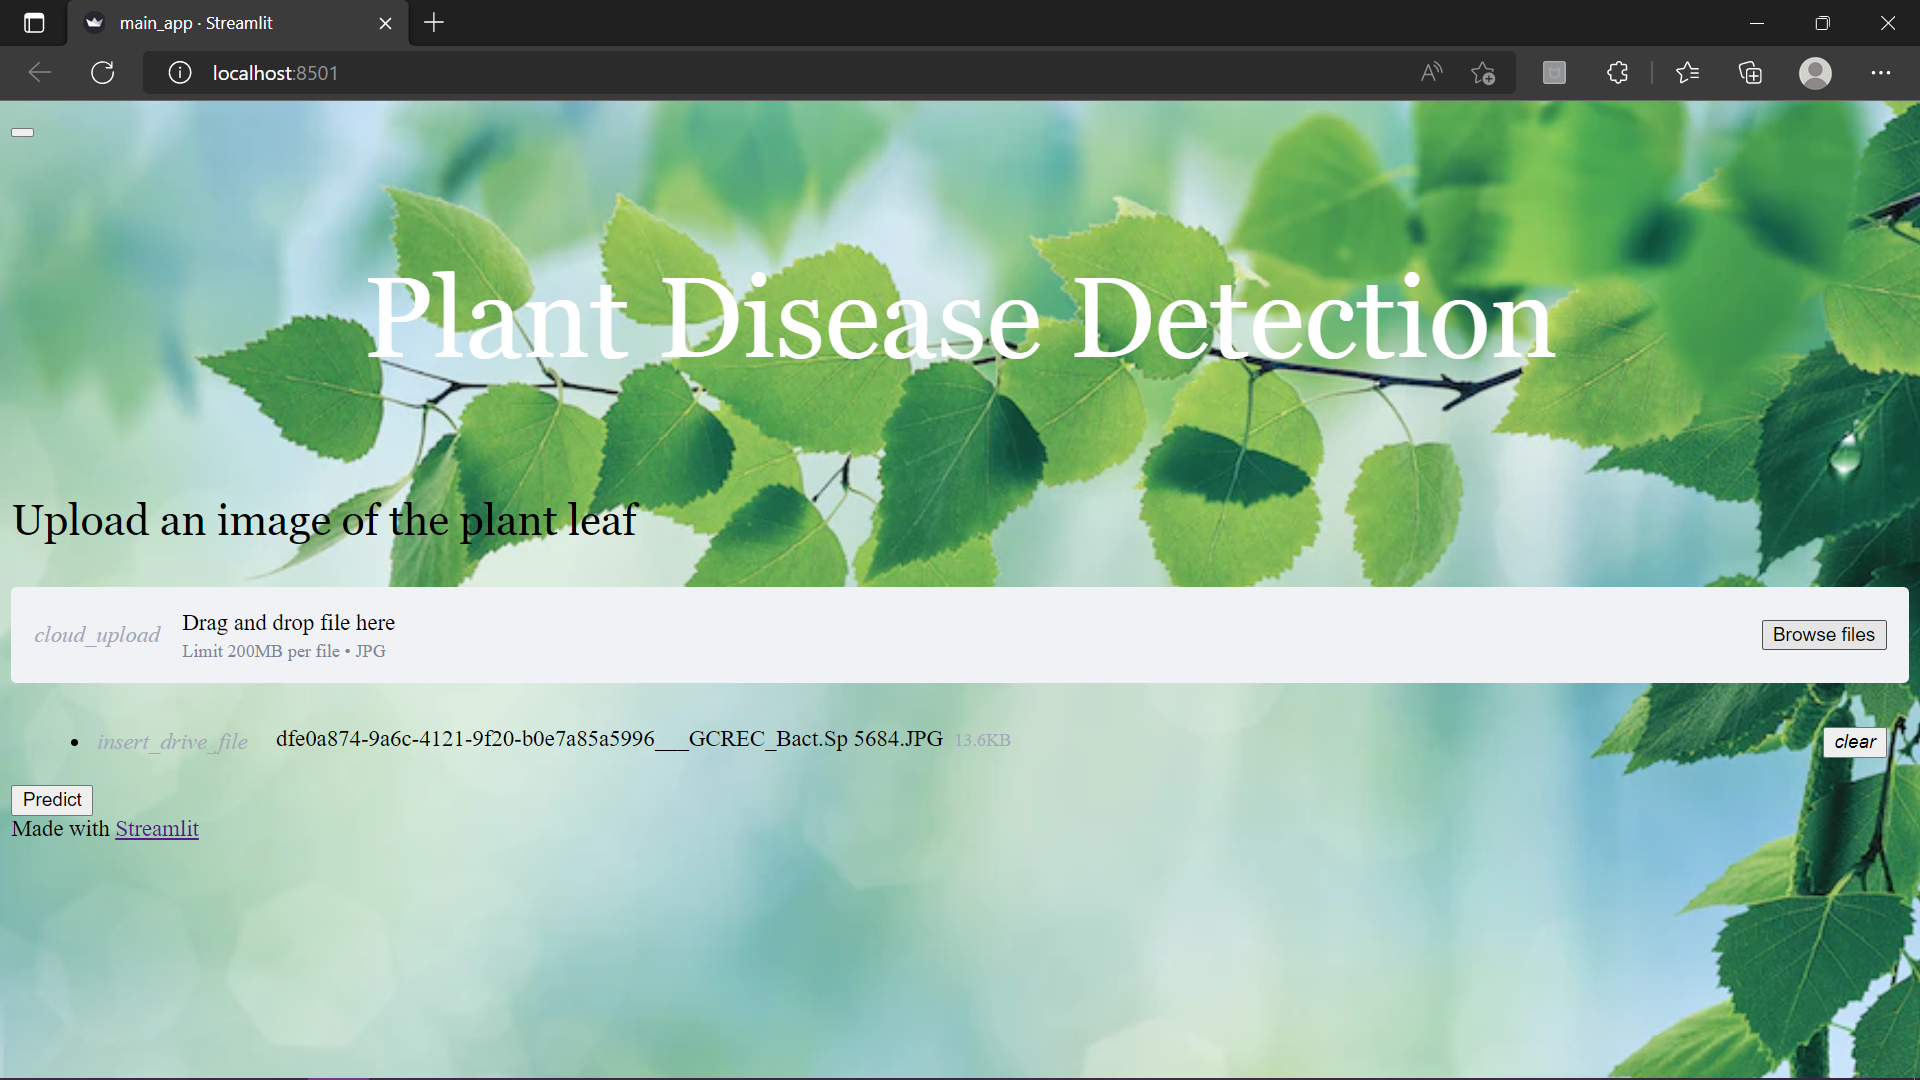 main_app · Streamlit
localhost:8501
Plant Disease Detection
Upload an image of the plant leaf
cloud_upload
Drag and drop file here
Limit 200MB per file • JPG
Browse files
insert_drive_file dfe0a874-9a6c-4121-9f20-b0e7a85a5996___GCREC_Bact.Sp 5684.JPG 13.6KB
clear
Predict
Made with Streamlit